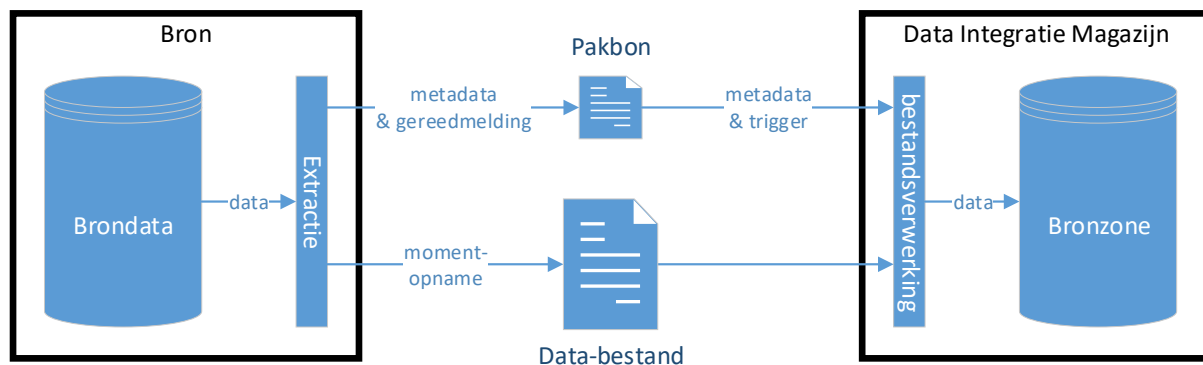 Bron
Data Integratie Magazijn
Pakbon
metadata
& gereedmelding
metadata
& trigger
Brondata
data
Extractie
bestandsverwerking
data
Bronzone
moment-
opname
Data-bestand